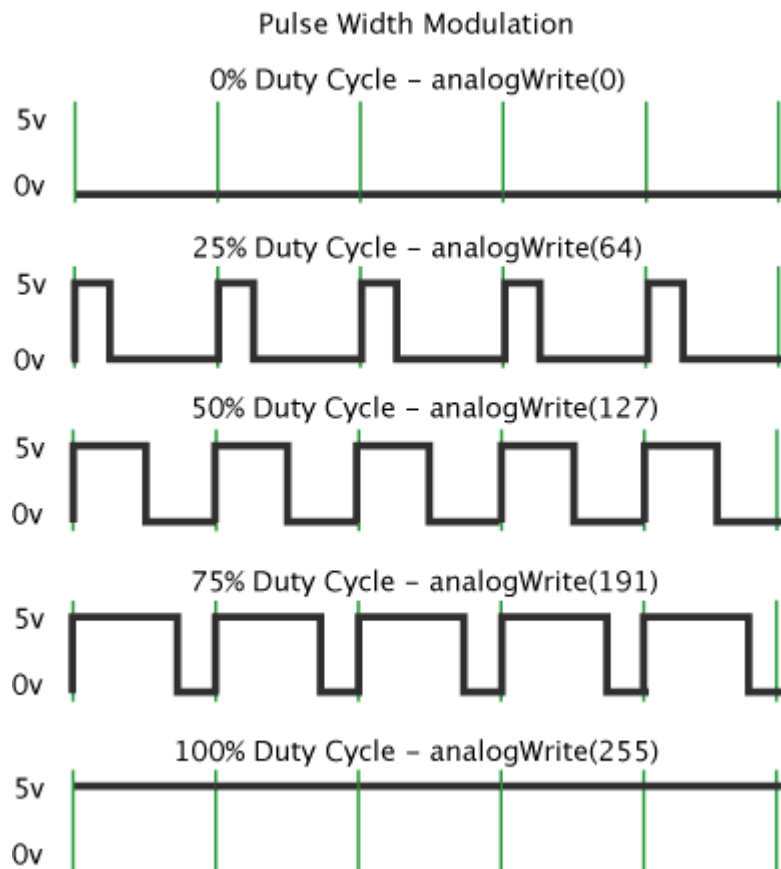 Pulse Width Modulation
0% Duty Cycle – analogWrite(0)
5v
0v
25% Duty Cycle – analogWrite(64)
5v
0v
50% Duty Cycle – analogWrite(127)
5v
0v
75% Duty Cycle – analogWrite(191)
5v
0v
100% Duty Cycle – analogWrite(255)
5v
0v